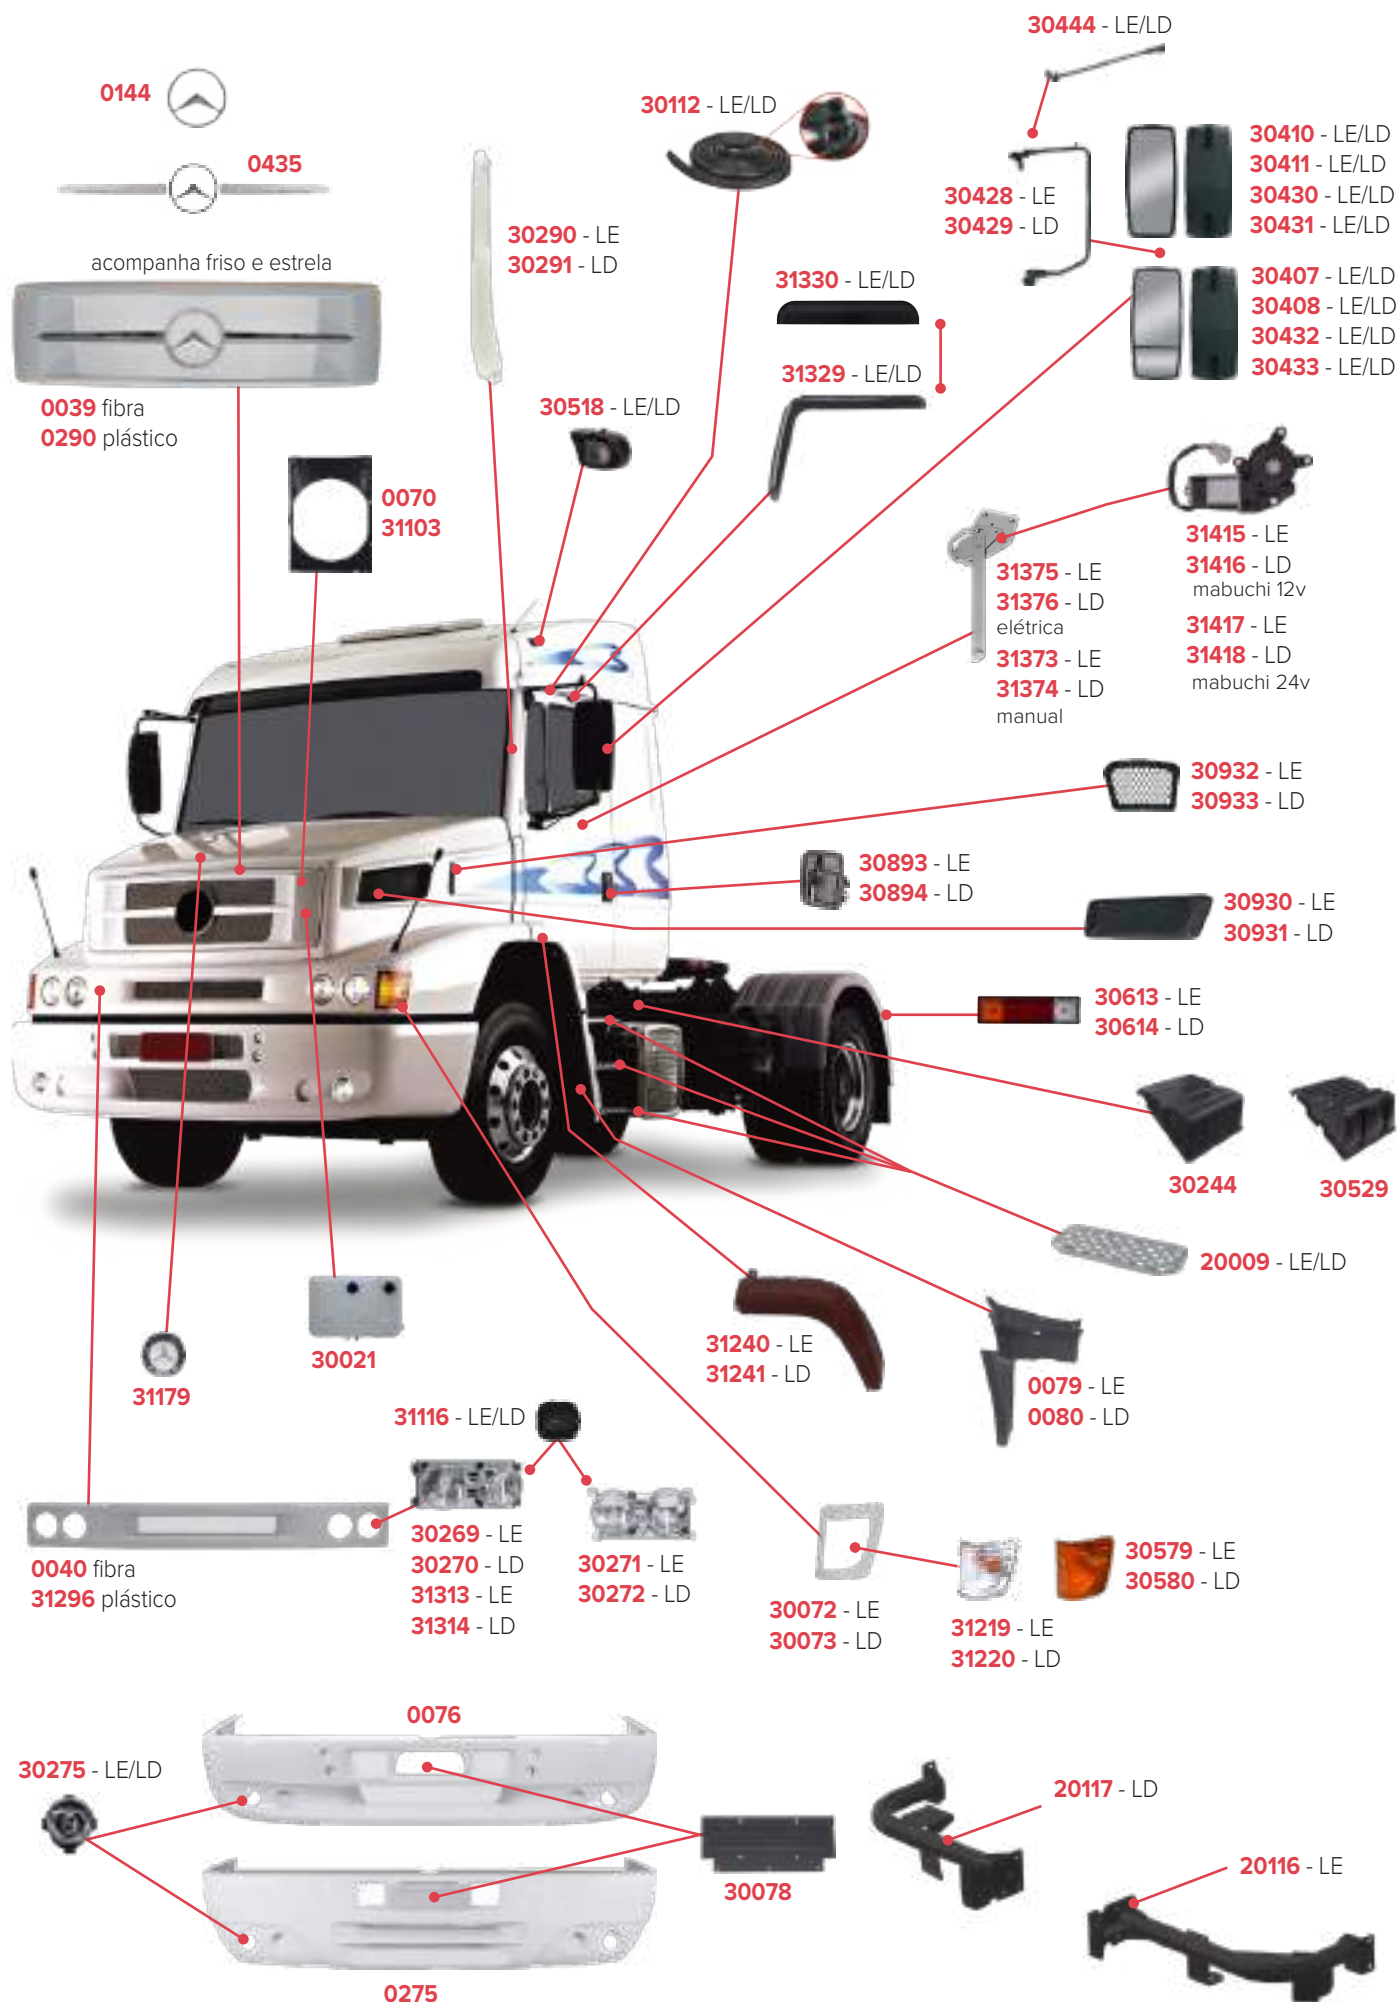 30444 - LE/LD
0144
30112 - LE/LD
30410 - LE/LD
30411 - LE/LD
30430 - LE/LD
30431 - LE/LD
0435
30428 - LE
30429 - LD
30290 - LE
30291 - LD
acompanha friso e estrela
31330 - LE/LD
30407 - LE/LD
30408 - LE/LD
30432 - LE/LD
30433 - LE/LD
31329 - LE/LD
0039 fibra
0290 plástico
30518 - LE/LD
0070
31103
31415 - LE
31416 - LD
mabuchi 12v
31417 - LE
31418 - LD
mabuchi 24v
31375 - LE
31376 - LD
elétrica
31373 - LE
31374 - LD
manual
30932 - LE
30933 - LD
30893 - LE
30894 - LD
30930 - LE
30931 - LD
30613 - LE
30614 - LD
30244
30529
20009 - LE/LD
31240 - LE
31241 - LD
30021
31179
0079 - LE
0080 - LD
31116 - LE/LD
30269 - LE
30270 - LD
31313 - LE
31314 - LD
30271 - LE
30272 - LD
0040 fibra
31296 plástico
30072 - LE
30073 - LD
31219 - LE
31220 - LD
30579 - LE
30580 - LD
0076
30275 - LE/LD
20117 - LD
30078
20116 - LE
0275